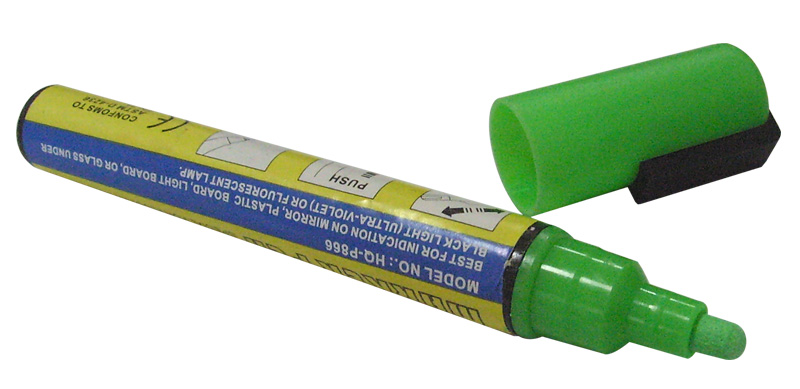 MODEL NO.: HQ-P866
BEST FOR INDICATION ON MIRROR, PLASTIC BOARD, LIGHT BOARD, OR GLASS UNDER
BLACK LIGHT (ULTRA-VIOLET) OR FLUORESCENT LAMP.
PUSH
CE
CONFOMS TO
ASTM D-4236